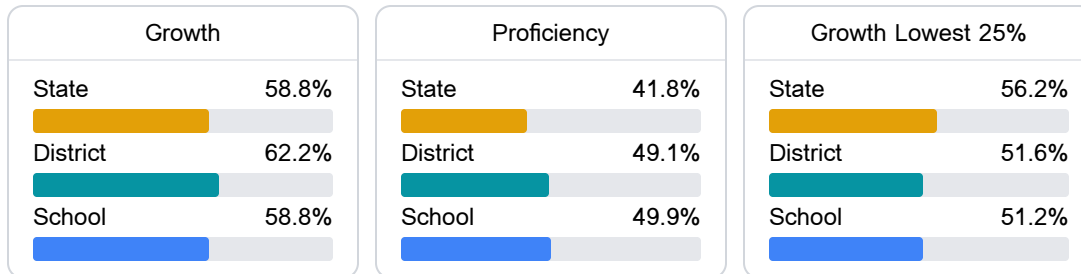 Growth
State 58.8%
District 62.2%
School 58.8%
Proficiency
State 41.8%
District 49.1%
School 49.9%
Growth Lowest 25%
State 56.2%
District 51.6%
School 51.2%